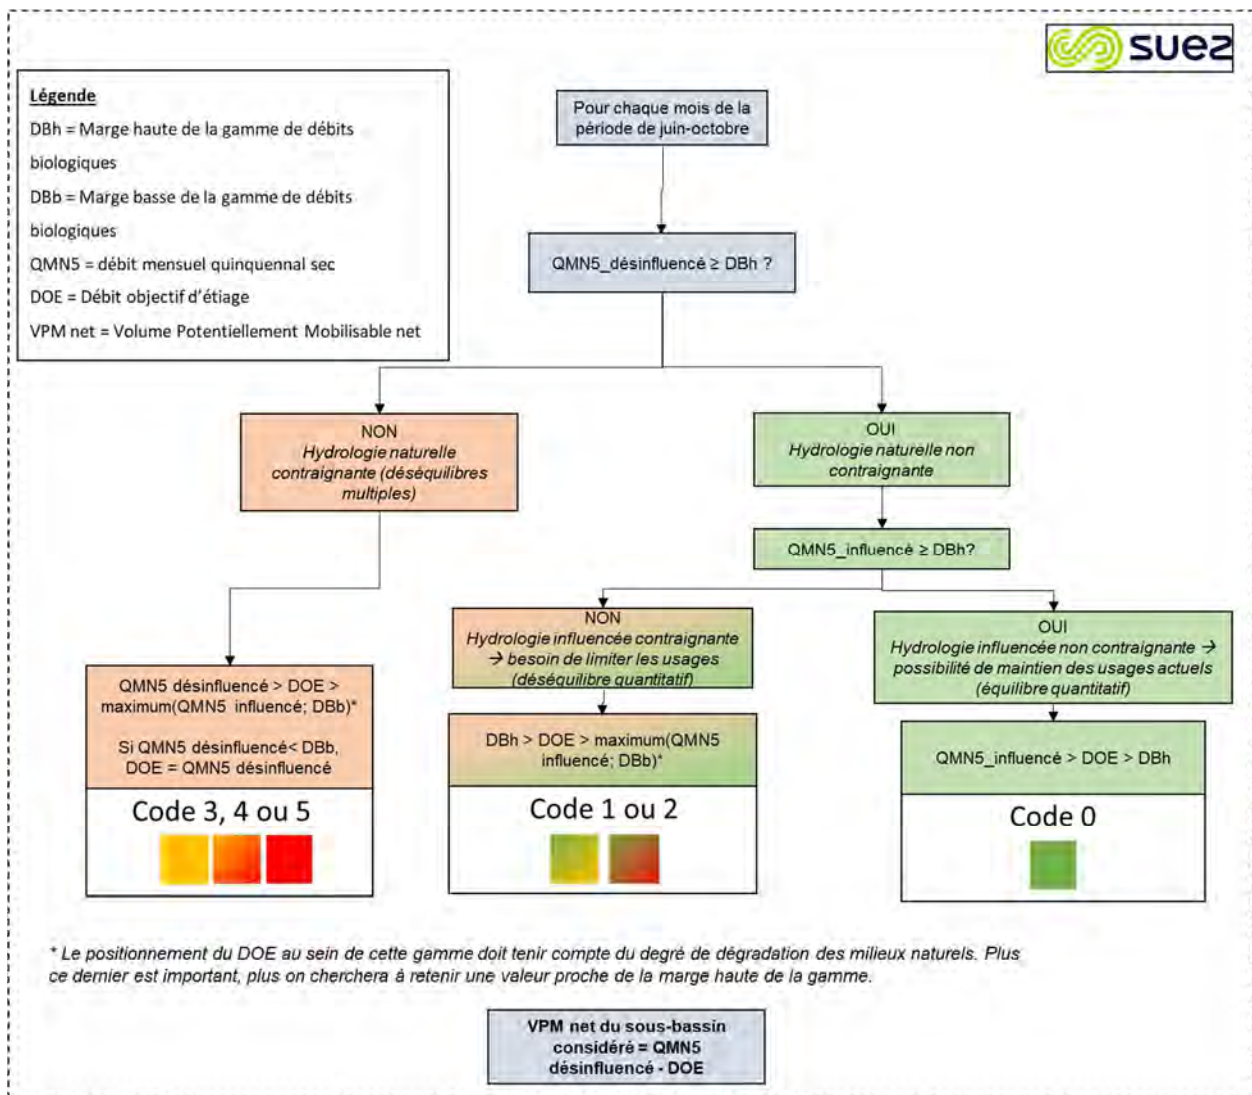 suez
Légende
DBh = Marge haute de la gamme de débits
biologiques
DBb = Marge basse de la gamme de débits
biologiques
QMN5 = débit mensuel quinquennal sec
DOE = Débit objectif d'étiage
VPM net = Volume Potentiellement Mobilisable net
Pour chaque mois de la
période de juin-octobre
QMN5_désinfluencé ≥ DBh ?
NON
Hydrologie naturelle
contraignante (déséquilibres
multiples)
OUI
Hydrologie naturelle non
contraignante
QMN5_influencé ≥ DBh?
NON
Hydrologie influencée contraignante
→ besoin de limiter les usages
(déséquilibre quantitatif)
OUI
Hydrologie influencée non contraignante →
possibilité de maintien des usages actuels
(équilibre quantitatif)
QMN5 désinfluencé > DOE >
maximum(QMN5 influencé; DBb)*
Si QMN5 désinfluencé< DBb,
DOE = QMN5 désinfluencé
Code 3, 4 ou 5
DBh > DOE > maximum(QMN5
influencé; DBb)*
Code 1 ou 2
QMN5_influencé > DOE > DBh
Code 0
* Le positionnement du DOE au sein de cette gamme doit tenir compte du degré de dégradation des milieux naturels. Plus
ce dernier est important, plus on cherchera à retenir une valeur proche de la marge haute de la gamme.
VPM net du sous-bassin
considéré = QMN5
désinfluencé - DOE